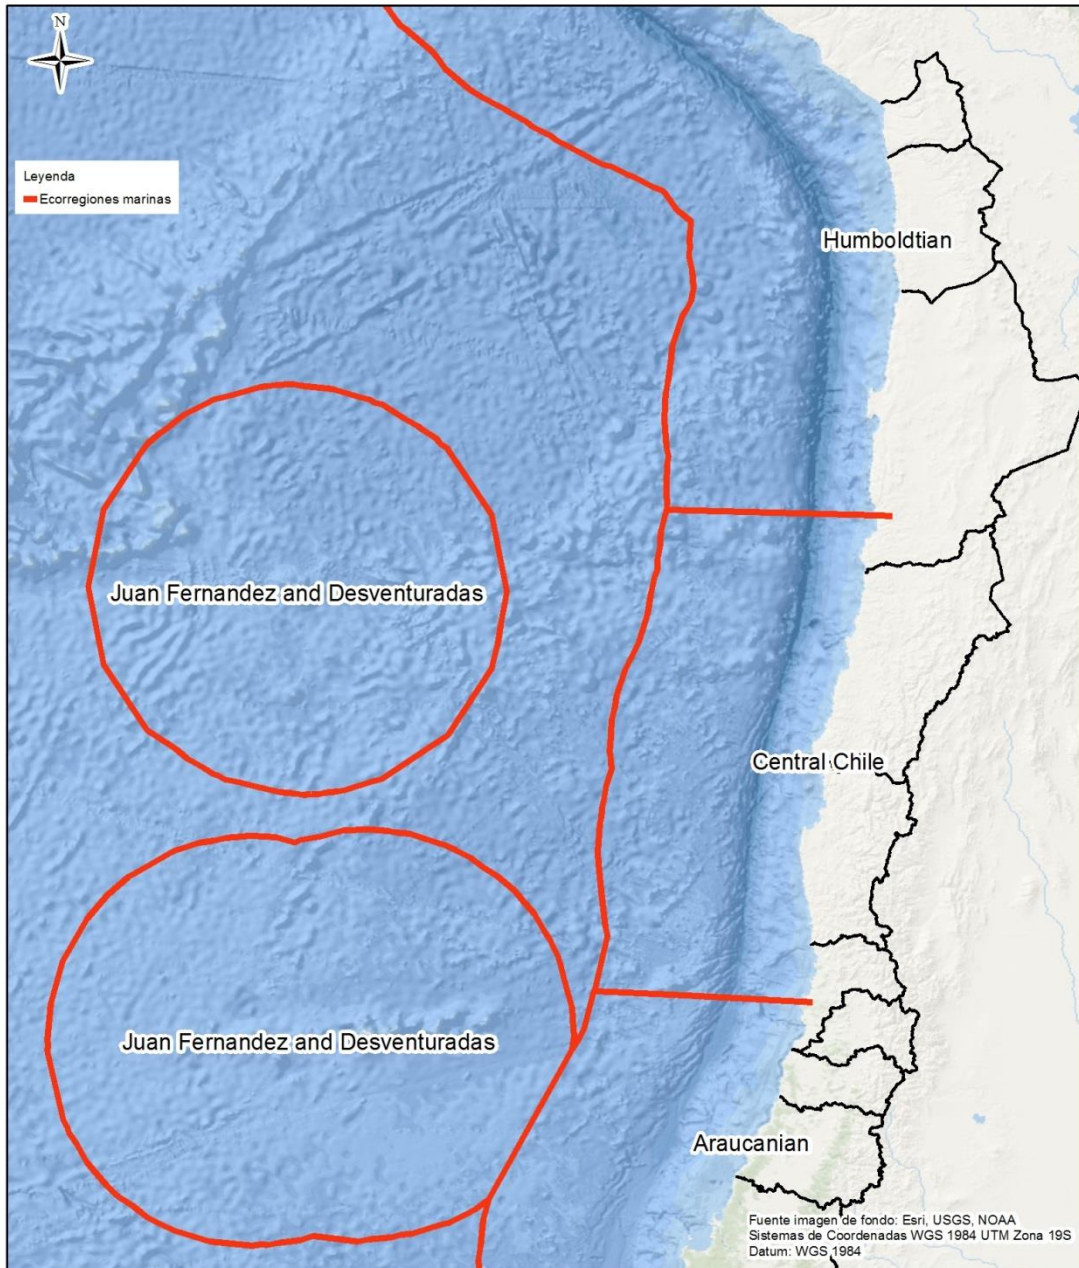 N
Leyenda
Ecorregiones marinas
Humboldtian
Juan Fernandez and Desventuradas
Central Chile
Juan Fernandez and Desventuradas
Araucanian
Fuente imagen de fondo: Esri, USGS, NOAA
Sistemas de Coordenadas WGS 1984 UTM Zona 19S
Datum: WGS 1984